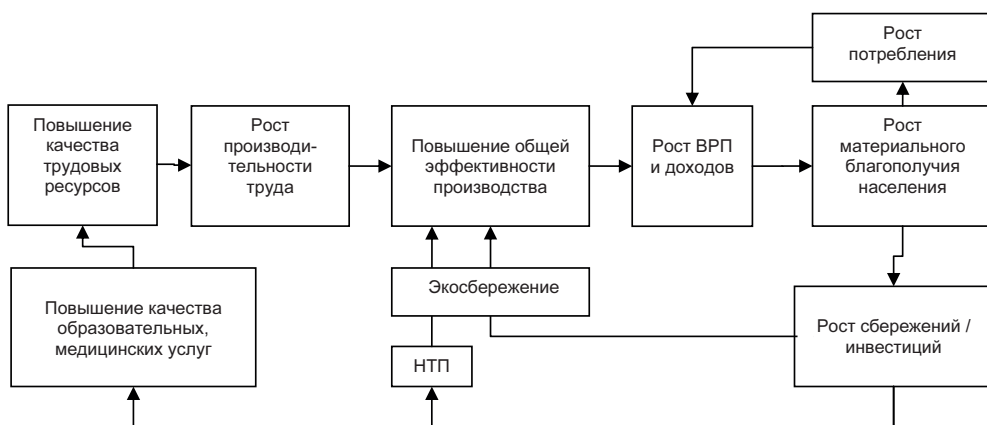 Рост
потребления
Повышение
качества
трудовых
ресурсов
Рост
производи-
тельности
труда
Повышение общей
эффективности
производства
Рост ВРП
и доходов
Рост
материального
благополучия
населения
Повышение качества
образовательных,
медицинских услуг
Экосбережение
НТП
Рост сбережений /
инвестиций